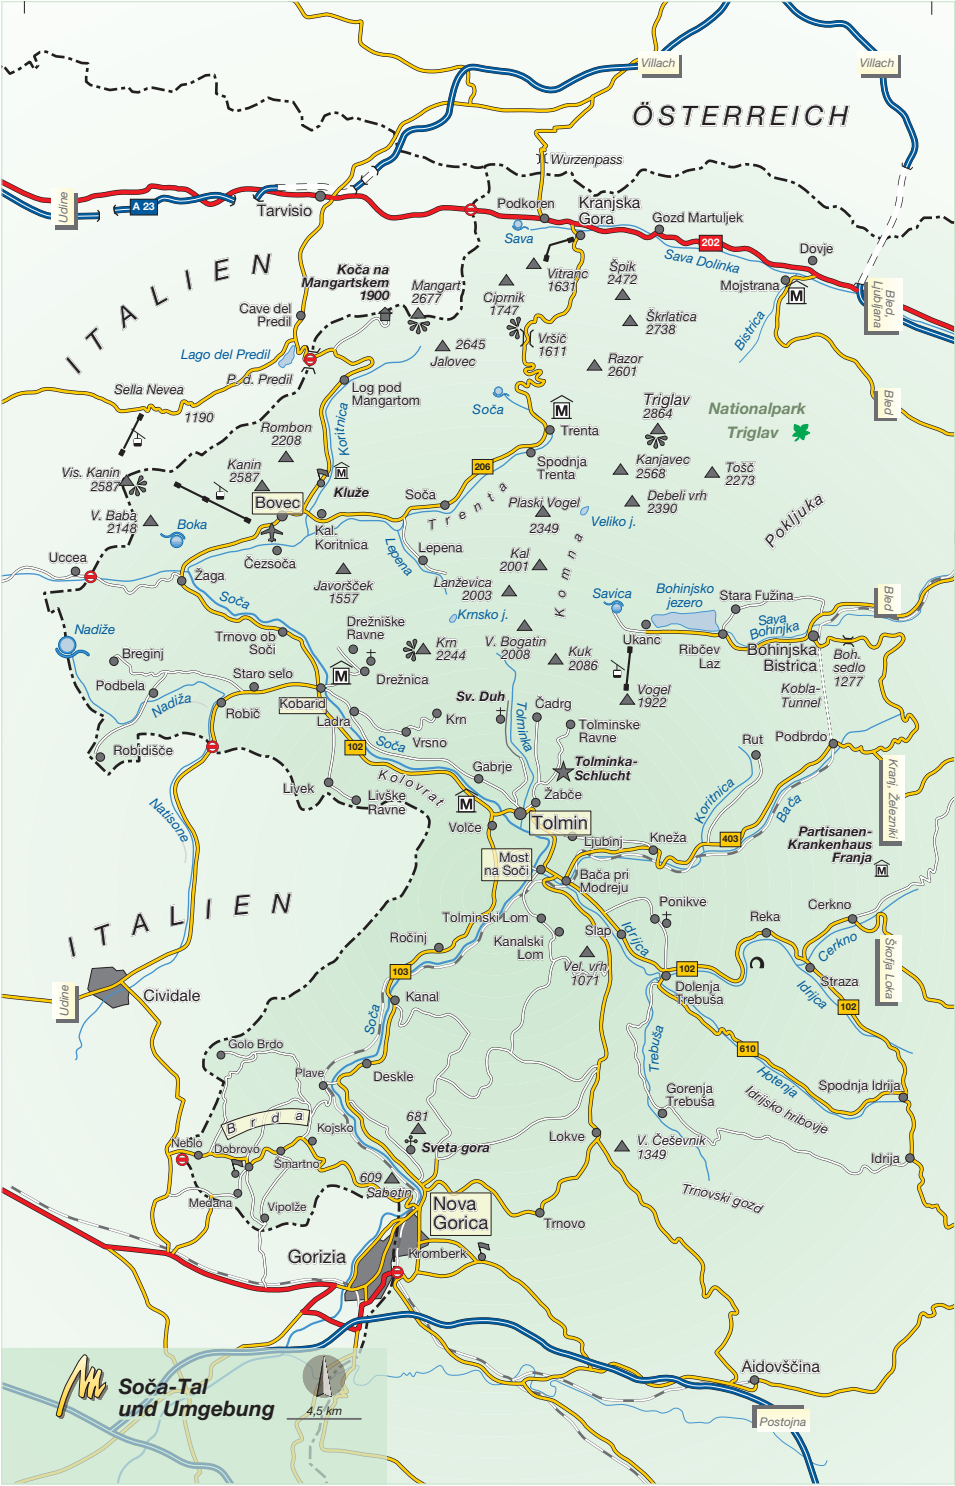 Villach
Villach
ÖSTERREICH
Wurzenpass
Udine
A 23
Tarvisio
Podkoren
Kranjska
Gora
Gozd Martuljek
Sava
202
Dovje
Sava Dolinka
Mojstrana
M
Bled,
Ljubljana
ITALIEN
Koča na
Mangartskem
1900
Mangart
2677
Vitranc
1631
Špik
2472
Ciprnik
1747
Škrlatica
2738
Bistrica
Cave del
Predil
Lago del Predil
P. d. Predil
2645
Jalovec
Vršič
1611
Razor
2601
Sella Nevea
1190
Log pod
Mangartom
Soča
M
Triglav
2864
Nationalpark
Triglav
Bled
Rombon
2208
Koritnica
Trenta
Kanin
2587
Vis. Kanin
2587
M
Kluže
206
Spodnja
Trenta
Kanjavec
2568
Tošč
2273
V. Baba
2148
Boka
Bovec
Soča
Trenta
Plaski Vogel
2349
Debeli vrh
2390
Veliko j.
Pokljuka
Kal.
Koritnica
Čezsoča
Lepena
Lepena
Kal
2001
Komna
Uccea
Žaga
Javoršček
1557
Lanževica
2003
Savica
Bohinjsko
jezero
Stara Fužina
Bled
Soča
Krnsko j.
Nadiže
Trnovo ob
Soči
Drežniške
Ravne
Krn
2244
V. Bogatin
2008
Kuk
2086
Ukanc
Ribčev
Laz
Sava
Bohinjka
Bohinjska
Bistrica
Boh.
sedlo
1277
Breginj
Podbela
Staro selo
M
Drežnica
Nadiža
Robič
Kobarid
Sv. Duh
Čadrg
Vogel
1922
Kobla-
Tunnel
Ladra
Krn
Tolminka
Tolminske
Ravne
Robidišče
102
Soča
Vrsno
Rut
Podbrdo
Gabrje
Tolminka-
Schlucht
Livek
Livške
Ravne
Kolovrat
M
Žabče
Koritnica
Bača
Kranj, Železniki
Natisone
Volče
Tolmin
Ljubinj
Kneža
403
Partisanen-
Krankenhaus
Franja
M
Most
na Soči
Bača pri
Modreju
ITALIEN
Ponikve
Tolminski Lom
Slap
Idrijca
Reka
Cerkno
Ročinj
Kanalski
Lom
Cerkno
Vel. vrh
1071
102
Škofja Loka
103
Dolenja
Trebuša
Straza
Idrijca
Udine
Cividale
Kanal
102
Soča
Golo Brdo
Trebuša
610
Plave
Deskle
Hotenja
Spodnja Idrija
Gorenja
Trebuša
Idrijsko hribovje
Brda
681
Kojsko
Neblo
Dobrovo
Sveta gora
Lokve
V. Češevnik
1349
Idrija
Šmartno
609
Sabotin
Medana
Vipolže
Nova
Gorica
Trnovski gozd
Trnovo
Gorizia
Kromberk
Aidovščina
Postojna
Soča-Tal
und Umgebung
4,5 km